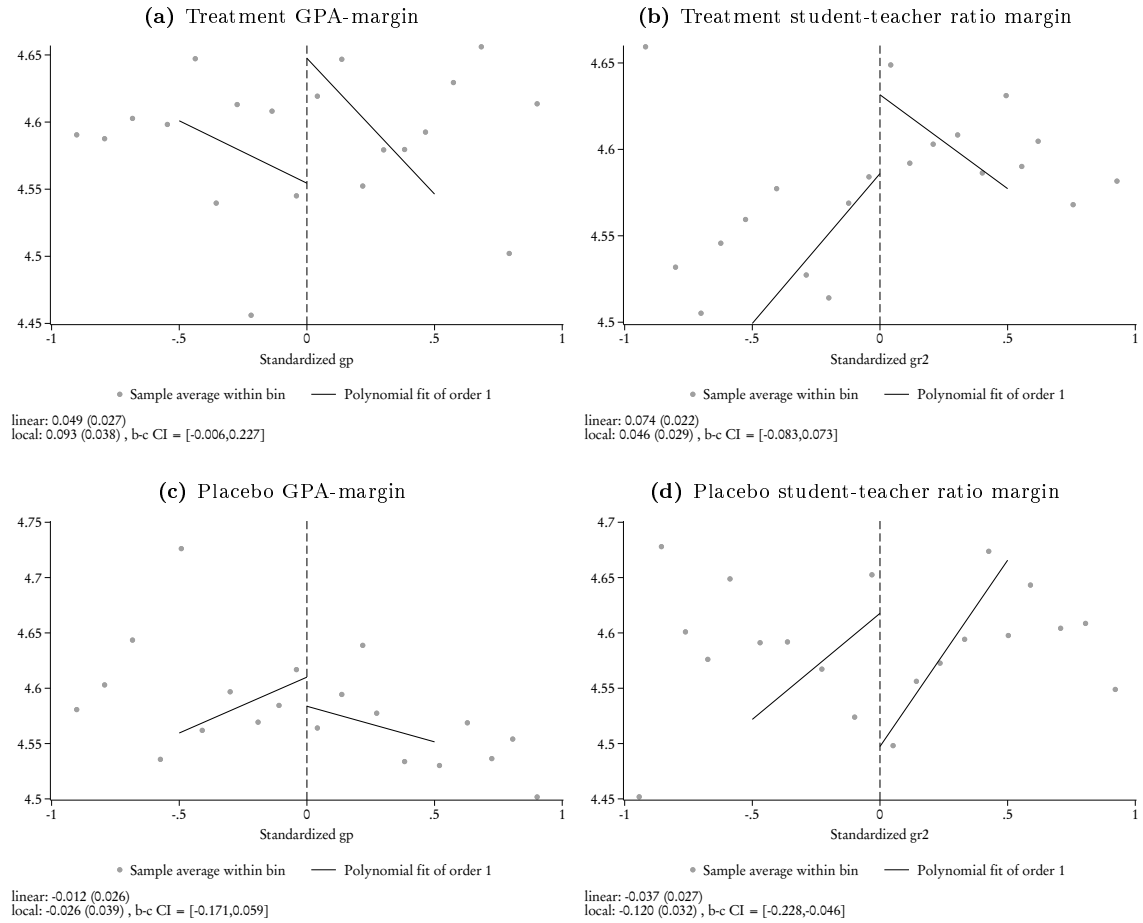 (a) Treatment GPA-margin
4.65
4.6
4.55
4.5
4.45
-1 -.5 0 .5 1
Standardized gp
Sample average within bin Polynomial fit of order 1
linear: 0.049 (0.027)
local: 0.093 (0.038) , b-c CI = [-0.006,0.227]
(b) Treatment student-teacher ratio margin
4.65
4.6
4.55
4.5
-1 -.5 0 .5 1
Standardized gr2
Sample average within bin Polynomial fit of order 1
linear: 0.074 (0.022)
local: 0.046 (0.029) , b-c CI = [-0.083,0.073]
(c) Placebo GPA-margin
4.75
4.7
4.65
4.6
4.55
4.5
-1 -.5 0 .5 1
Standardized gp
Sample average within bin Polynomial fit of order 1
linear: -0.012 (0.026)
local: -0.026 (0.039) , b-c CI = [-0.171,0.059]
(d) Placebo student-teacher ratio margin
4.7
4.65
4.6
4.55
4.5
4.45
-1 -.5 0 .5 1
Standardized gr2
Sample average within bin Polynomial fit of order 1
linear: -0.037 (0.027)
local: -0.120 (0.032) , b-c CI = [-0.228,-0.046]